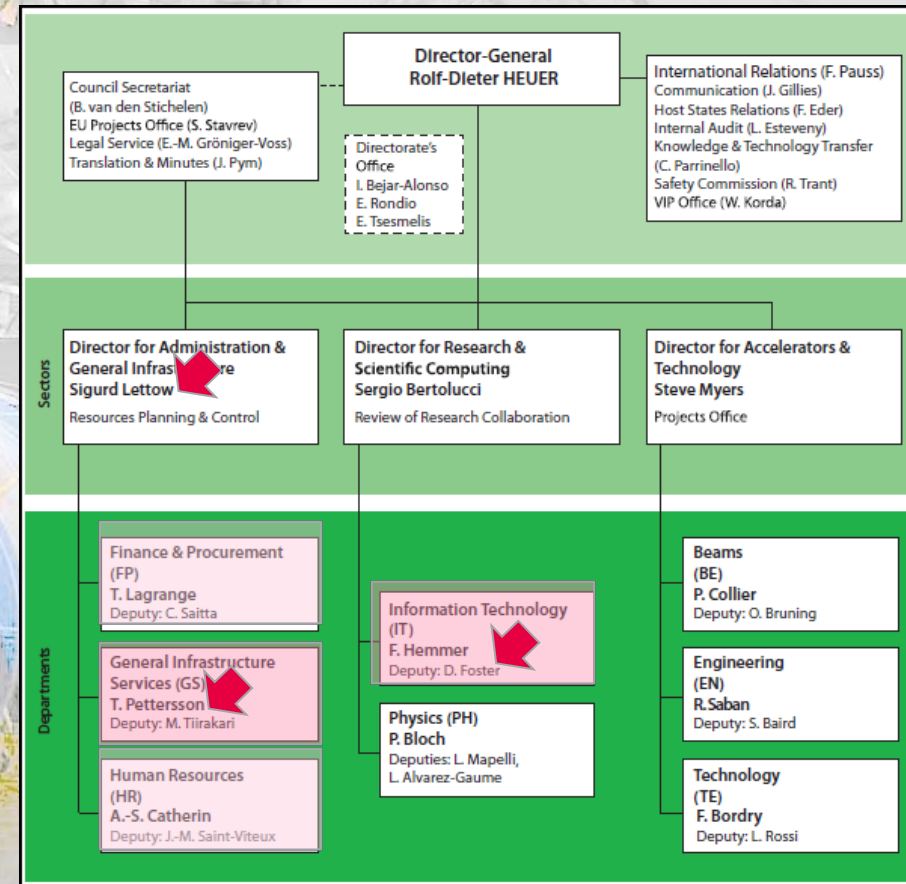 Director-General
Rolf-Dieter HEUER
Council Secretariat
(B. van den Stichelen)
EU Projects Office (S. Stavrev)
Legal Service (E.-M. Gröniger-Voss)
Translation & Minutes (J. Pym)
Directorate's
Office
I. Bejar-Alonso
E. Rondio
E. Tsesmelis
International Relations (F. Pauss)
Communication (J. Gillies)
Host States Relations (F. Eder)
Internal Audit (L. Esteveny)
Knowledge & Technology Transfer
(C. Parrinello)
Safety Commission (R. Trant)
VIP Office (W. Korda)
Sectors
Director for Administration &
General Infrastructure
Sigurd Lettow
Resources Planning & Control
Director for Research &
Scientific Computing
Sergio Bertolucci
Review of Research Collaboration
Director for Accelerators &
Technology
Steve Myers
Projects Office
Departments
Finance & Procurement
(FP)
T. Lagrange
Deputy: C. Saitta
General Infrastructure
Services (GS)
T. Pettersson
Deputy: M. Tiirakari
Human Resources
(HR)
A.-S. Catherin
Deputy: J.-M. Saint-Viteux
Information Technology
(IT)
F. Hemmer
Deputy: D. Foster
Physics (PH)
P. Bloch
Deputies: L. Mapelli,
L. Alvarez-Gaume
Beams
(BE)
P. Collier
Deputy: O. Bruning
Engineering
(EN)
R. Saban
Deputy: S. Baird
Technology
(TE)
F. Bordry
Deputy: L. Rossi